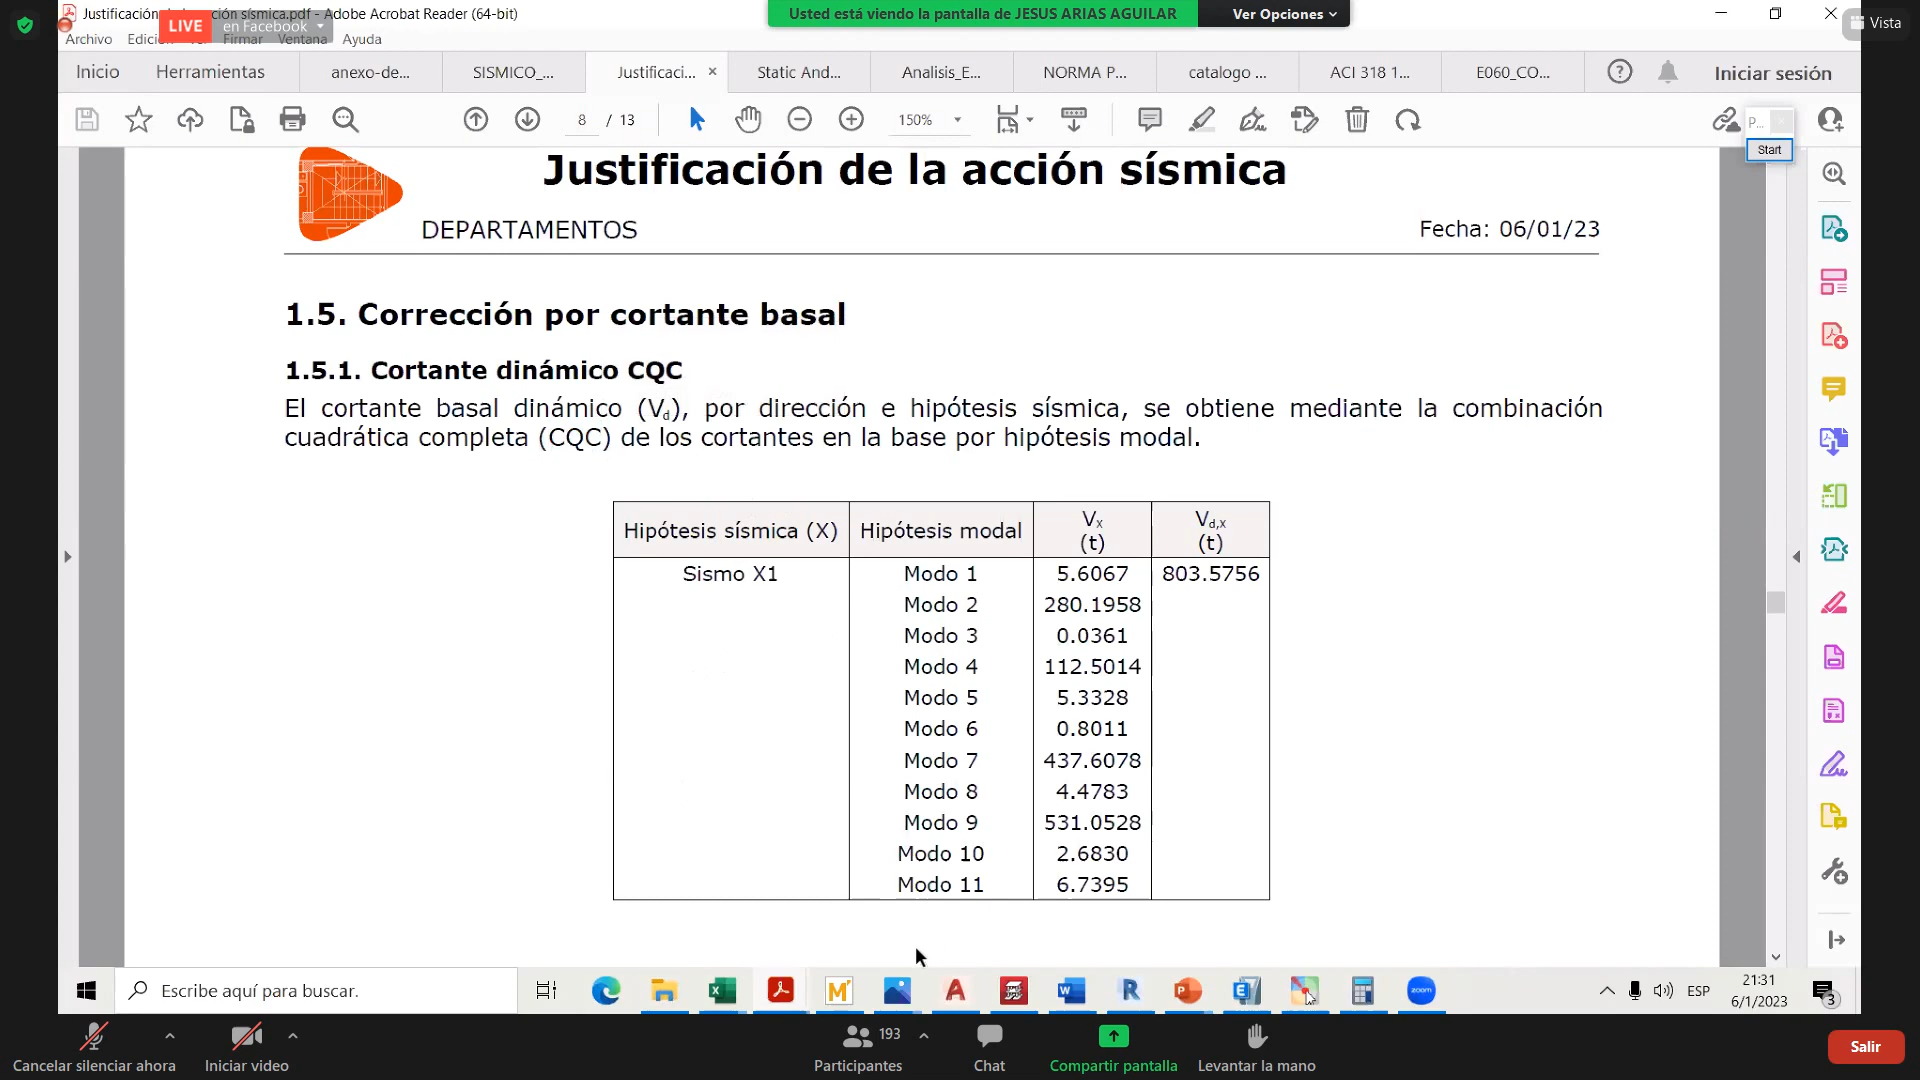 Justificación de la acción sísmica.pdf - Adobe Acrobat Reader (64-bit)
LIVE en Facebook
Usted está viendo la pantalla de JESUS ARIAS AGUILAR
Ver Opciones
Vista
Archivo Edición Ver Firmar Ventana Ayuda
Inicio Herramientas anexo-de... SISMICO_... Justificaci... Static And... Analisis_E... NORMA P... catalogo ... ACI 318 1... E060_CO... Iniciar sesión
8 / 13 150%
P...
Start
Justificación de la acción sísmica
DEPARTAMENTOS Fecha: 06/01/23
1.5. Corrección por cortante basal
1.5.1. Cortante dinámico CQC
El cortante basal dinámico (Vd), por dirección e hipótesis sísmica, se obtiene mediante la combinación
cuadrática completa (CQC) de los cortantes en la base por hipótesis modal.
Hipótesis sísmica (X) Hipótesis modal Vx (t) Vd,x (t)
Sismo X1 Modo 1 5.6067 803.5756
Modo 2 280.1958
Modo 3 0.0361
Modo 4 112.5014
Modo 5 5.3328
Modo 6 0.8011
Modo 7 437.6078
Modo 8 4.4783
Modo 9 531.0528
Modo 10 2.6830
Modo 11 6.7395
Escribe aquí para buscar.
zoom
ESP
21:31
6/1/2023
3
Cancelar silenciar ahora
Iniciar video
193
Participantes
Chat
Compartir pantalla
Levantar la mano
Salir